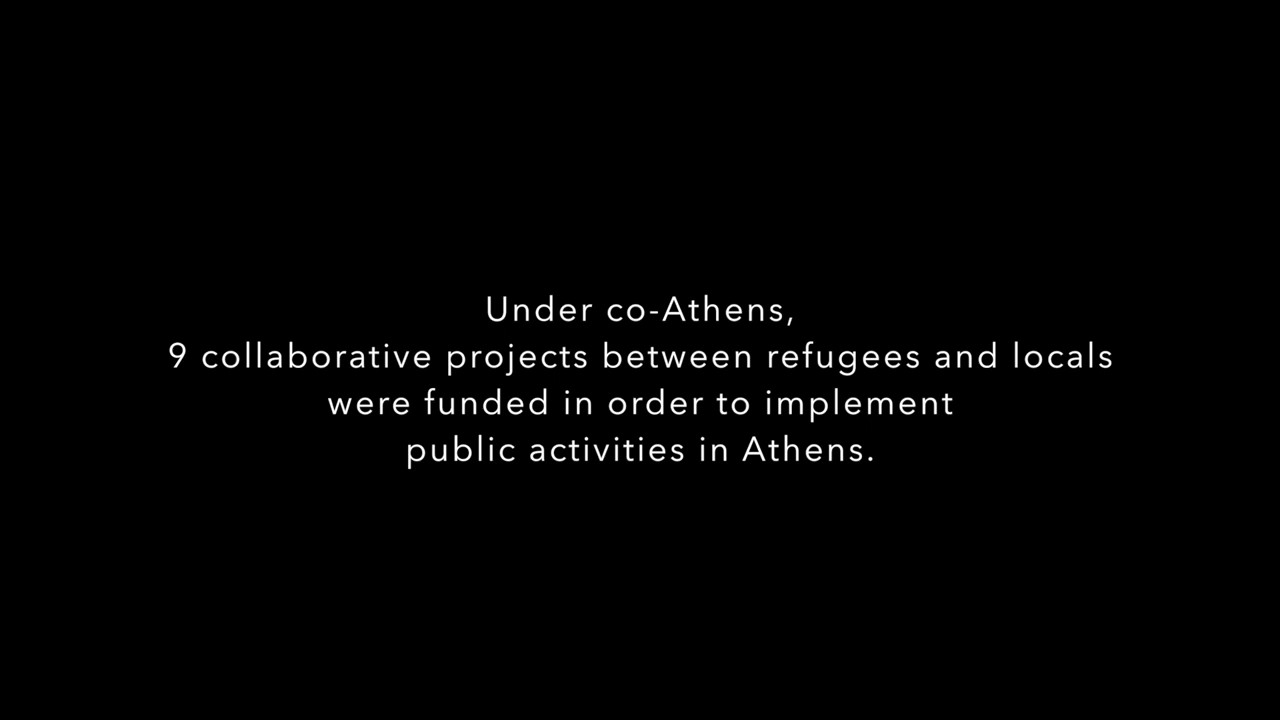 Under co-Athens,
9 collaborative projects between refugees and locals
were funded in order to implement
public activities in Athens.